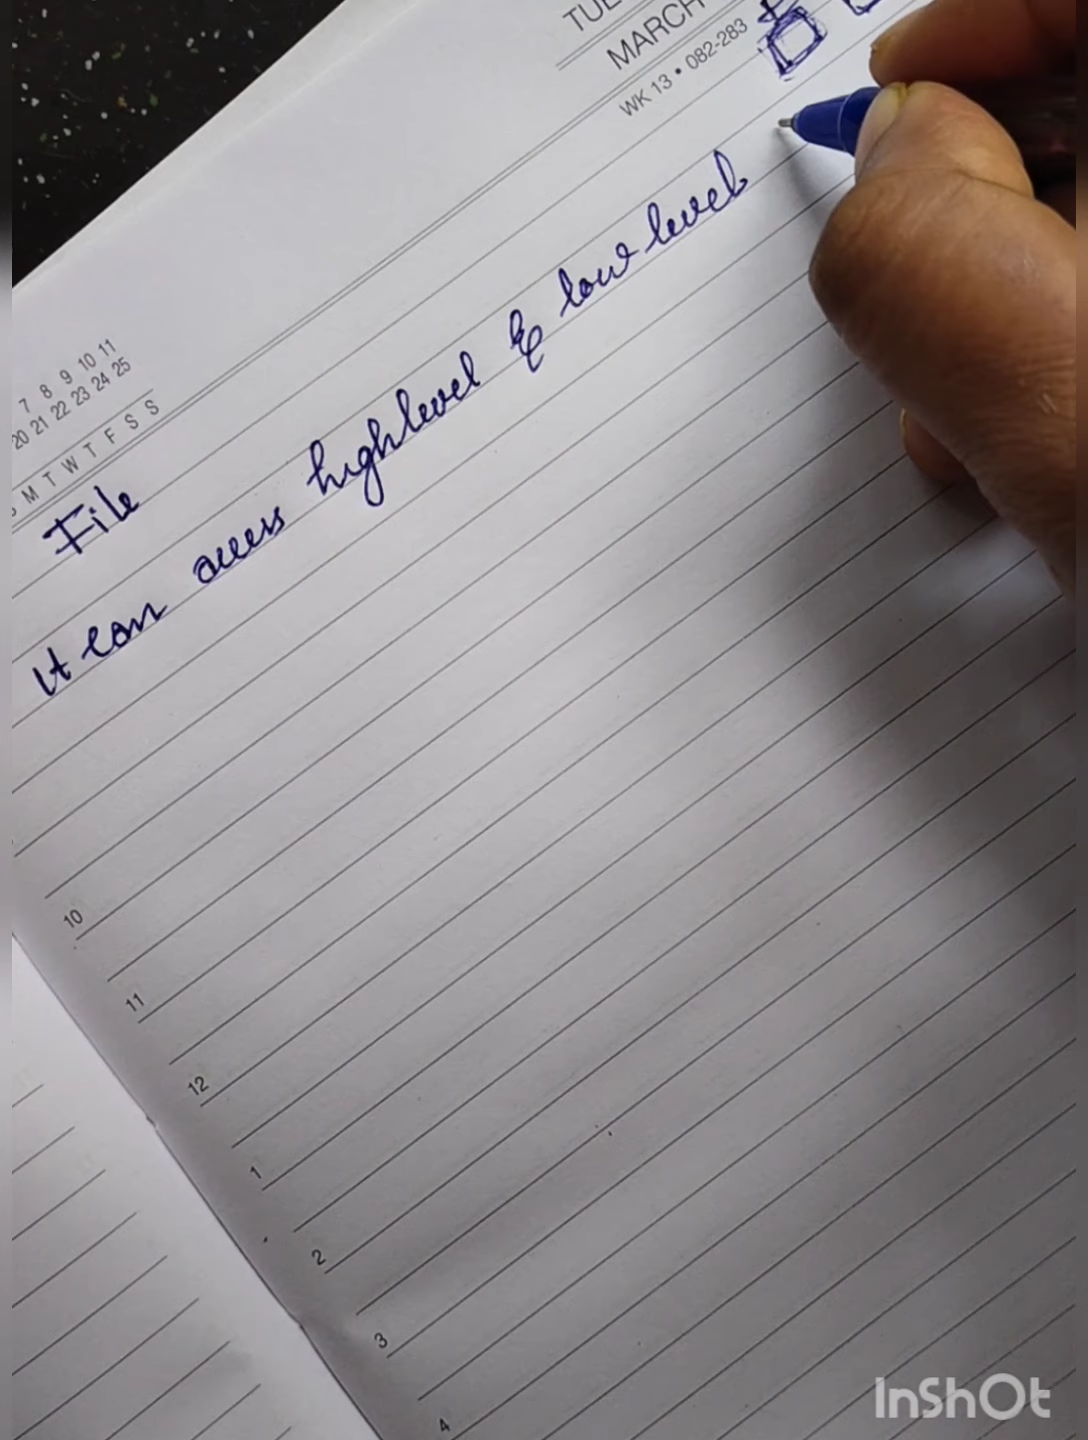 TUE
MARCH
WK 13 • 082-283
7 8 9 10 11
20 21 22 23 24 25
M T W T F S S
File
It can access highlevel & low level
10
11
12
1
2
3
4
InShOt